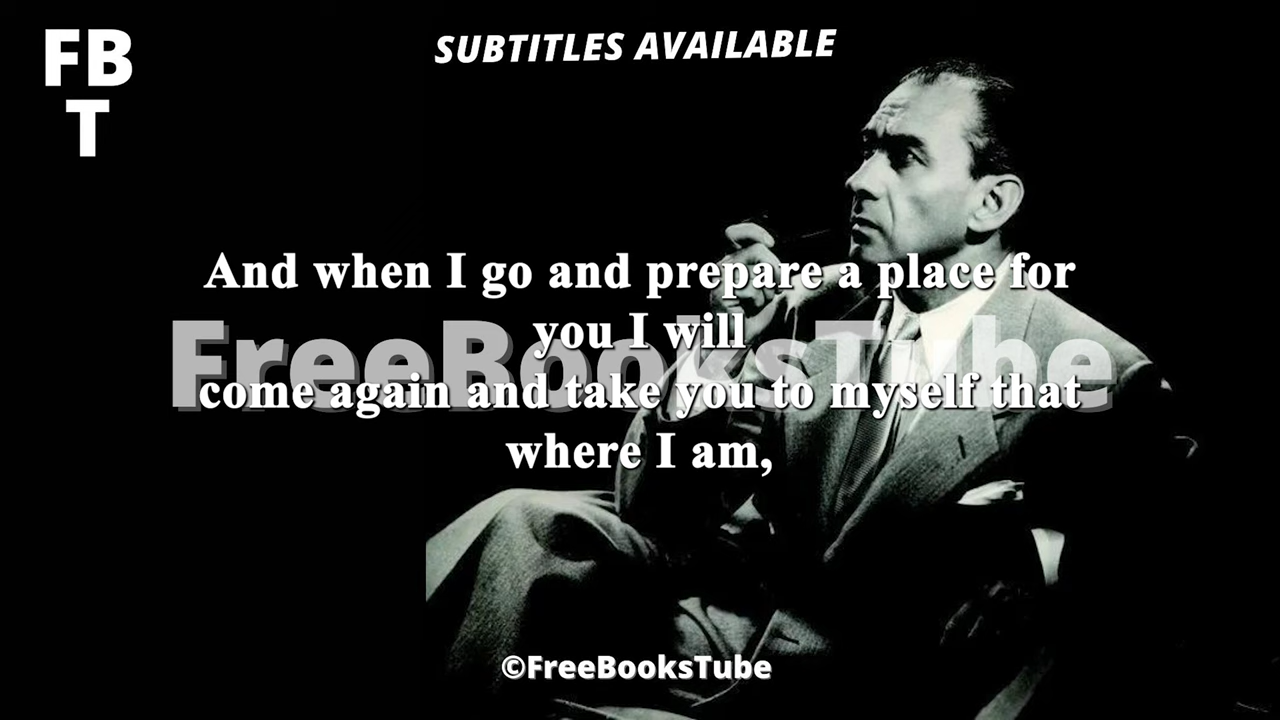 FB
T
SUBTITLES AVAILABLE
And when I go and prepare a place for
you I will
FreeBooksTube
come again and take you to myself that
where I am,
©FreeBooksTube